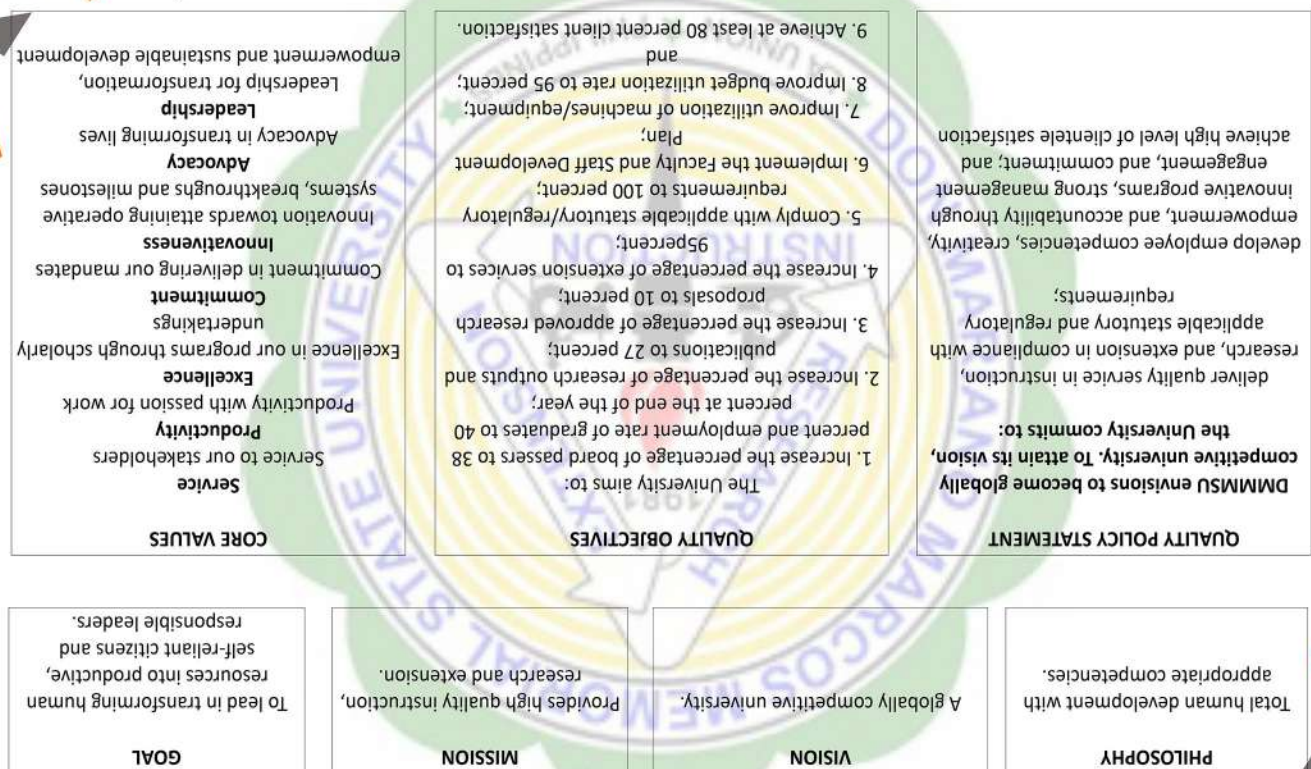 PHILOSOPHY
Total human development with
appropriate competencies.
VISION
A globally competitive university.
MISSION
Provides high quality instruction,
research and extension.
GOAL
To lead in transforming human
resources into productive,
self-reliant citizens and
responsible leaders.
QUALITY POLICY STATEMENT
DMMMSU envisions to become globally
competitive university. To attain its vision,
the University commits to:
deliver quality service in instruction,
research, and extension in compliance with
applicable statutory and regulatory
requirements;
develop employee competencies, creativity,
empowerment, and accountability through
innovative programs, strong management
engagement, and commitment; and
achieve high level of clientele satisfaction
QUALITY OBJECTIVES
The University aims to:
1. Increase the percentage of board passers to 38
percent and employment rate of graduates to 40
percent at the end of the year;
2. Increase the percentage of research outputs and
publications to 27 percent;
3. Increase the percentage of approved research
proposals to 10 percent;
4. Increase the percentage of extension services to
95percent;
5. Comply with applicable statutory/regulatory
requirements to 100 percent;
6. Implement the Faculty and Staff Development
Plan;
7. Improve utilization of machines/equipment;
8. Improve budget utilization rate to 95 percent;
and
9. Achieve at least 80 percent client satisfaction.
CORE VALUES
Service
Service to our stakeholders
Productivity
Productivity with passion for work
Excellence
Excellence in our programs through scholarly
undertakings
Commitment
Commitment in delivering our mandates
Innovativeness
Innovation towards attaining operative
systems, breakthroughs and milestones
Advocacy
Advocacy in transforming lives
Leadership
Leadership for transformation,
empowerment and sustainable development
DON MARIANO MARCOS MEMORIAL STATE UNIVERSITY
RESEARCH
EXTENSION
INSTRUCTION
1981